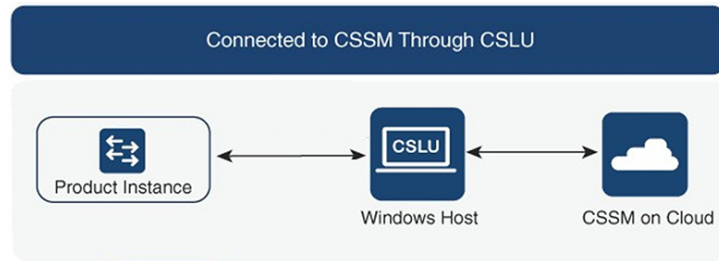 Connected to CSSM Through CSLU
CSLU
Product Instance
Windows Host
CSSM on Cloud